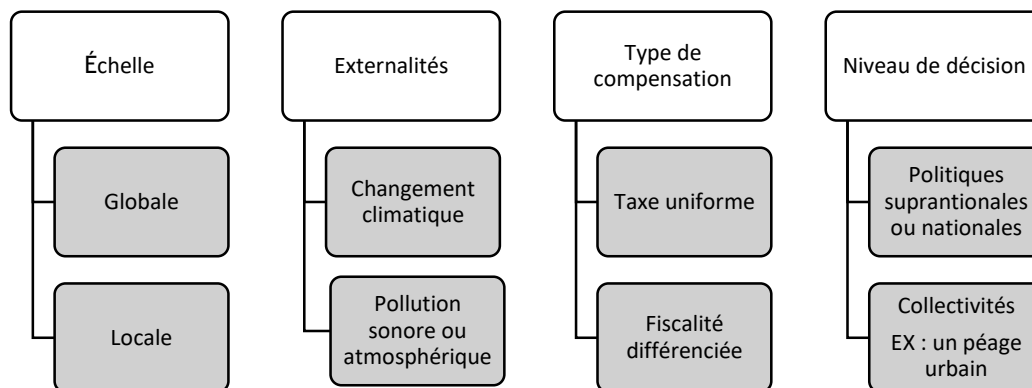 Échelle
Globale
Locale
Externalités
Changement
climatique
Pollution
sonore ou
atmosphérique
Type de
compensation
Taxe uniforme
Fiscalité
différenciée
Niveau de décision
Politiques
suprantionales
ou nationales
Collectivités
EX : un péage
urbain